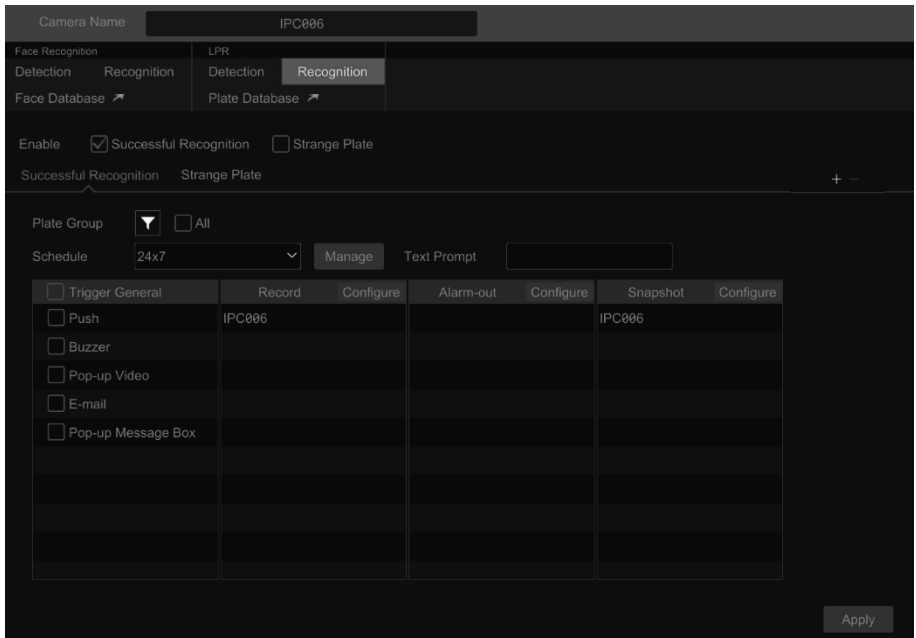 Camera Name IPC006
Face Recognition LPR
Detection Recognition Detection Recognition
Face Database Plate Database
Enable Successful Recognition Strange Plate
Successful Recognition Strange Plate + −
Plate Group All
Schedule 24x7 Manage Text Prompt
Trigger General Record Configure Alarm-out Configure Snapshot Configure
Push IPC006 IPC006
Buzzer
Pop-up Video
E-mail
Pop-up Message Box
Apply